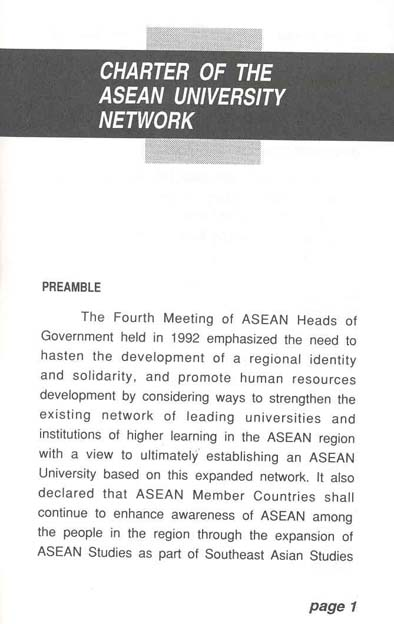 CHARTER OF THE
ASEAN UNIVERSITY
NETWORK
PREAMBLE
The Fourth Meeting of ASEAN Heads of
Government held in 1992 emphasized the need to
hasten the development of a regional identity
and solidarity, and promote human resources
development by considering ways to strengthen the
existing network of leading universities and
institutions of higher learning in the ASEAN region
with a view to ultimately establishing an ASEAN
University based on this expanded network. It also
declared that ASEAN Member Countries shall
continue to enhance awareness of ASEAN among
the people in the region through the expansion of
ASEAN Studies as part of Southeast Asian Studies
page 1